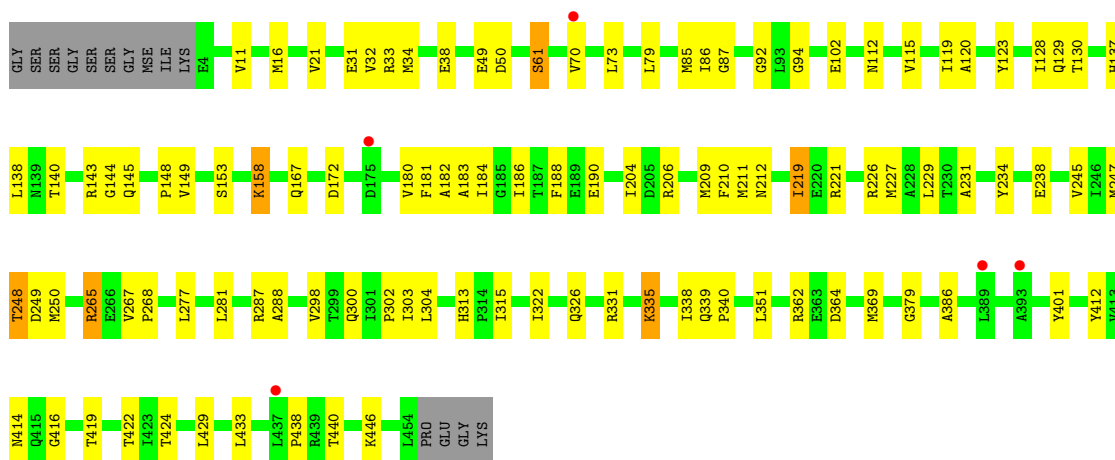 GLY SER SER GLY SER SER GLY MSE ILE LYS E4 V11 M16 V21 E31 V32 R33 M34 E38 E49 D50 S61 V70 L73 L79 M85 I86 G87 G92 L93 G94 E102 N112 V115 I119 A120 Y123 I128 Q129 T130 H137
L138 N139 T140 R143 G144 Q145 P148 V149 S153 K158 Q167 D172 D175 V180 F181 A182 A183 I184 G185 I186 T187 F188 E189 E190 I204 D205 R206 M209 F210 M211 N212 I219 E220 R221 R226 M227 A228 L229 T230 A231 Y234 E238 V245 I246 M247
T248 D249 M250 R265 E266 V267 P268 L277 L281 R287 A288 V298 T299 Q300 I301 P302 I303 L304 H313 P314 I315 I322 Q326 R331 K335 I338 Q339 P340 L351 R362 E363 D364 M369 G379 A386 L389 A393 Y401 Y412 V413
N414 Q415 G416 T419 T422 I423 T424 L429 L433 L437 P438 R439 T440 K446 L454 PRO GLU GLY LYS